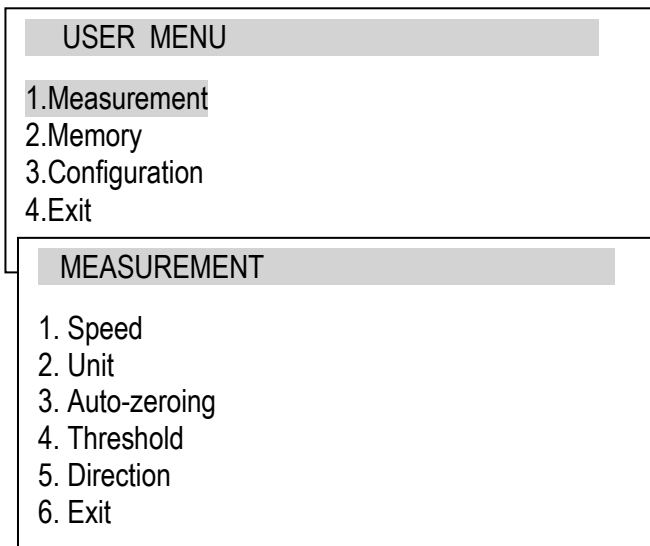 USER MENU
1.Measurement
2.Memory
3.Configuration
4.Exit
MEASUREMENT
1. Speed
2. Unit
3. Auto-zeroing
4. Threshold
5. Direction
6. Exit